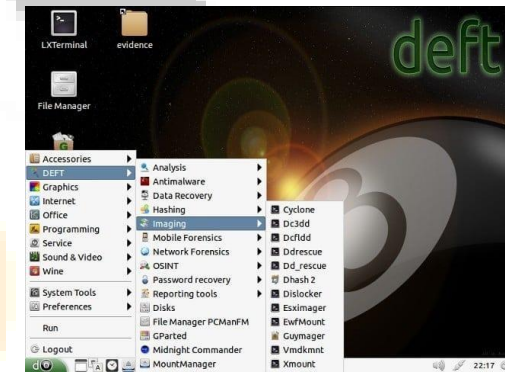 deft
LXTerminal
evidence
File Manager
Accessories
DEFT
Graphics
Internet
Office
Programming
Service
Sound & Video
Wine
System Tools
Preferences
Run
Logout
Analysis
Antimalware
Data Recovery
Hashing
Imaging
Mobile Forensics
Network Forensics
OSINT
Password recovery
Reporting tools
Disks
File Manager PCManFM
GParted
Midnight Commander
MountManager
Cyclone
Dc3dd
Dcfldd
Ddrescue
Dd_rescue
Dhash 2
Dislocker
Esximager
EwfMount
Guymager
Vmdkmnt
Xmount
22:17